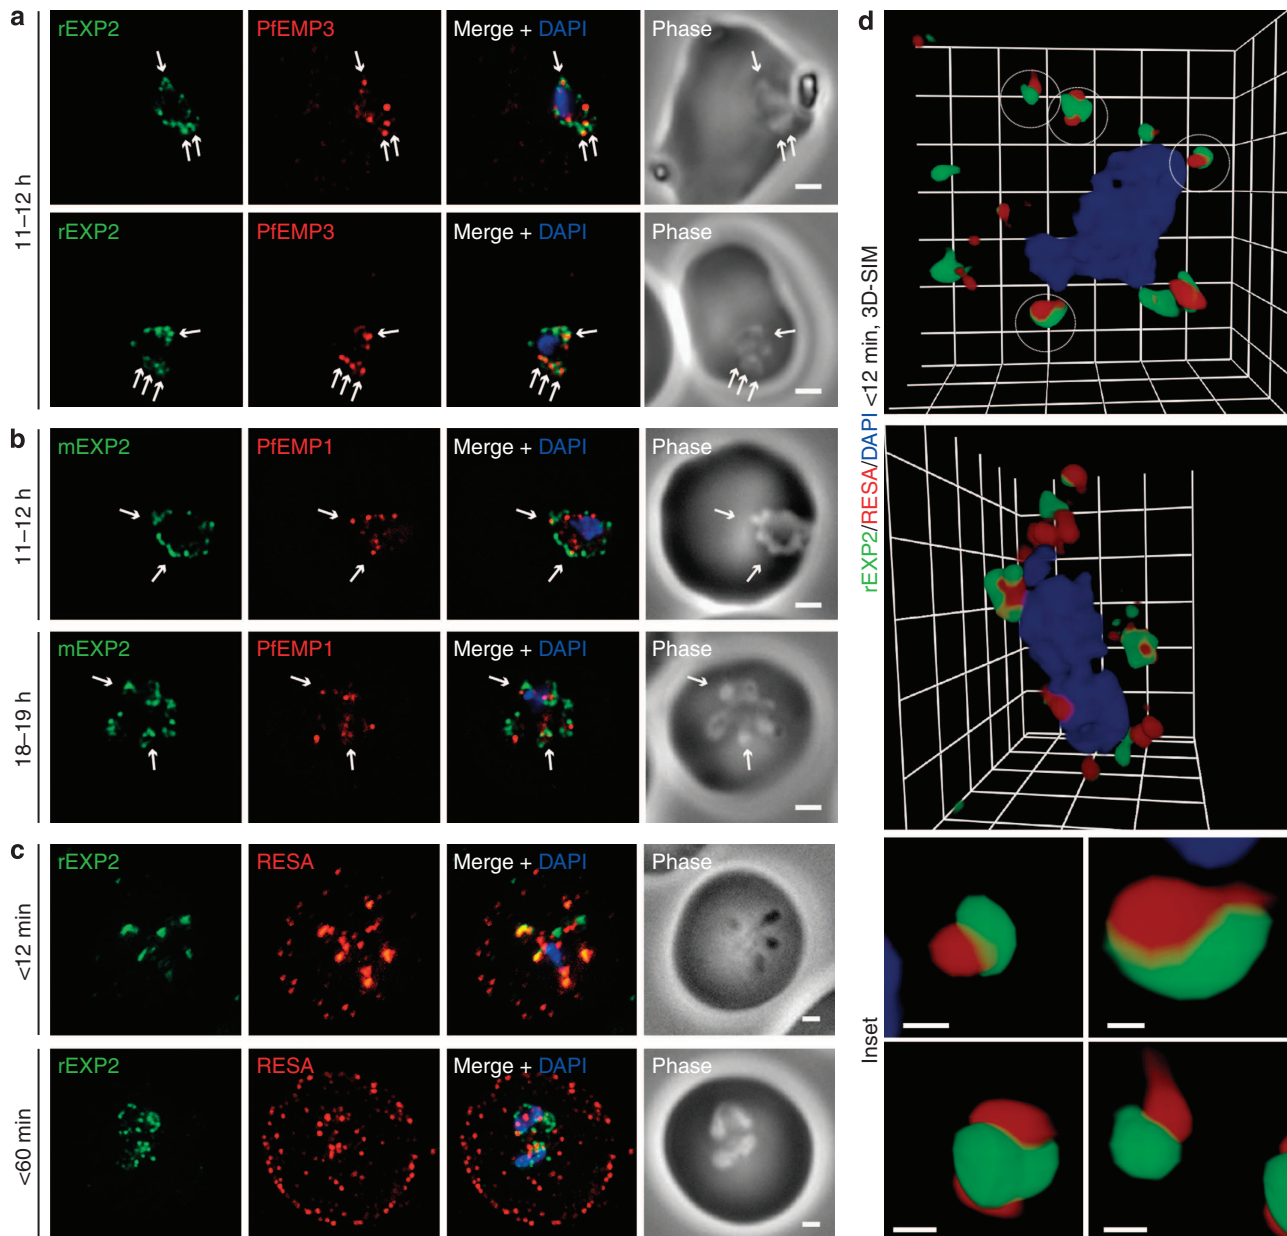 a
11–12 h
rEXP2
PfEMP3
Merge + DAPI
Phase
rEXP2
PfEMP3
Merge + DAPI
Phase
b
11–12 h
mEXP2
PfEMP1
Merge + DAPI
Phase
18–19 h
mEXP2
PfEMP1
Merge + DAPI
Phase
c
<12 min
rEXP2
RESA
Merge + DAPI
Phase
<60 min
rEXP2
RESA
Merge + DAPI
Phase
d
rEXP2/RESA/DAPI <12 min, 3D-SIM
Inset